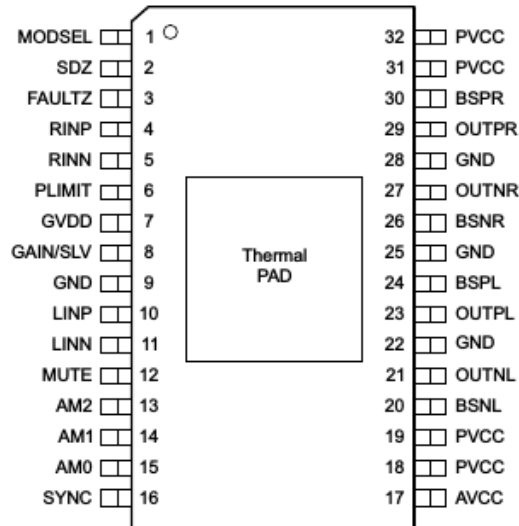 MODSEL 1 32 PVCC
SDZ 2 31 PVCC
FAULTZ 3 30 BSPR
RINP 4 29 OUTPR
RINN 5 28 GND
PLIMIT 6 27 OUTNR
GVDD 7 26 BSNR
GAIN/SLV 8 25 GND
Thermal
PAD
GND 9 24 BSPL
LINP 10 23 OUTPL
LINN 11 22 GND
MUTE 12 21 OUTNL
AM2 13 20 BSNL
AM1 14 19 PVCC
AM0 15 18 PVCC
SYNC 16 17 AVCC